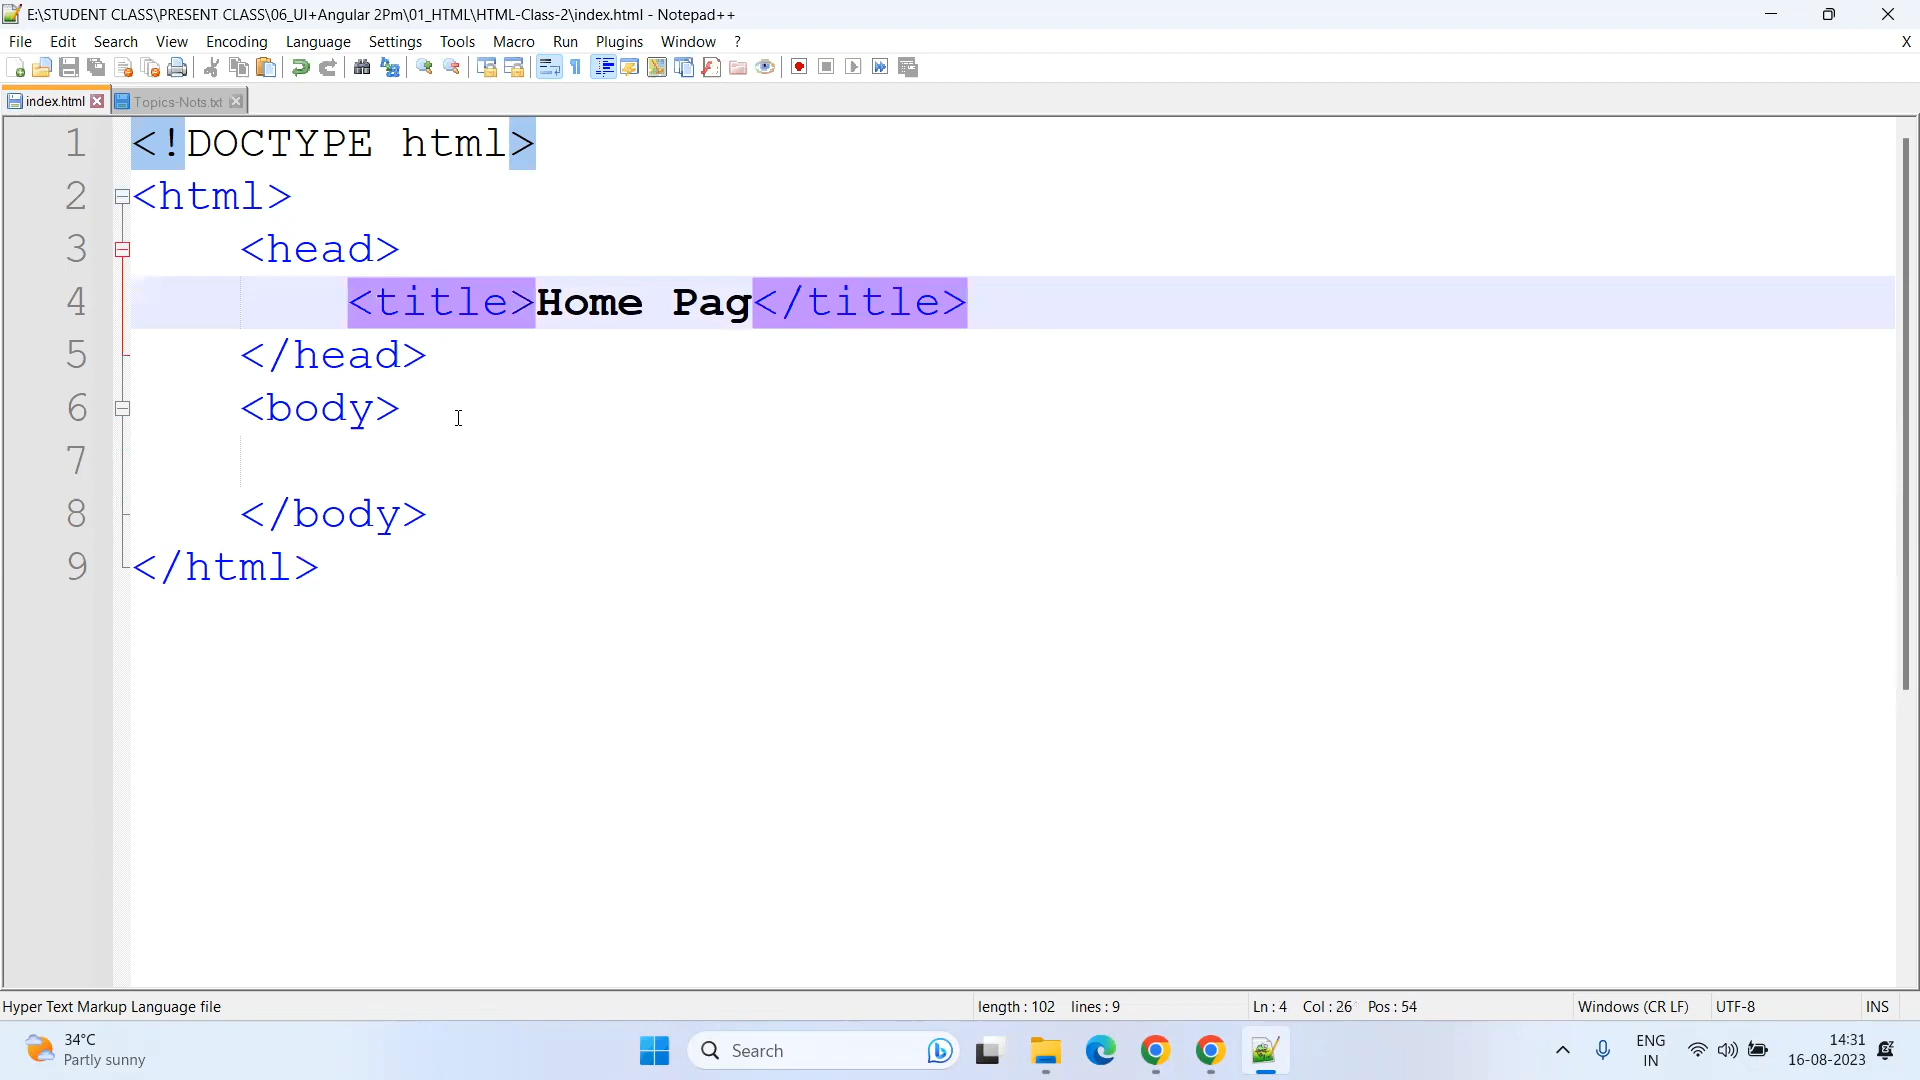 E:\STUDENT CLASS\PRESENT CLASS\06_UI+Angular 2Pm\01_HTML\HTML-Class-2\index.html - Notepad++
File Edit Search View Encoding Language Settings Tools Macro Run Plugins Window ? X
index.html Topics-Nots.txt
1 <!DOCTYPE html>
2 <html>
3 <head>
4 <title>Home Pag</title>
5 </head>
6 <body>
7
8 </body>
9 </html>
Hyper Text Markup Language file length : 102 lines : 9 Ln : 4 Col : 26 Pos : 54 Windows (CR LF) UTF-8 INS
34°C
Partly sunny
Search
ENG
IN
14:31
16-08-2023